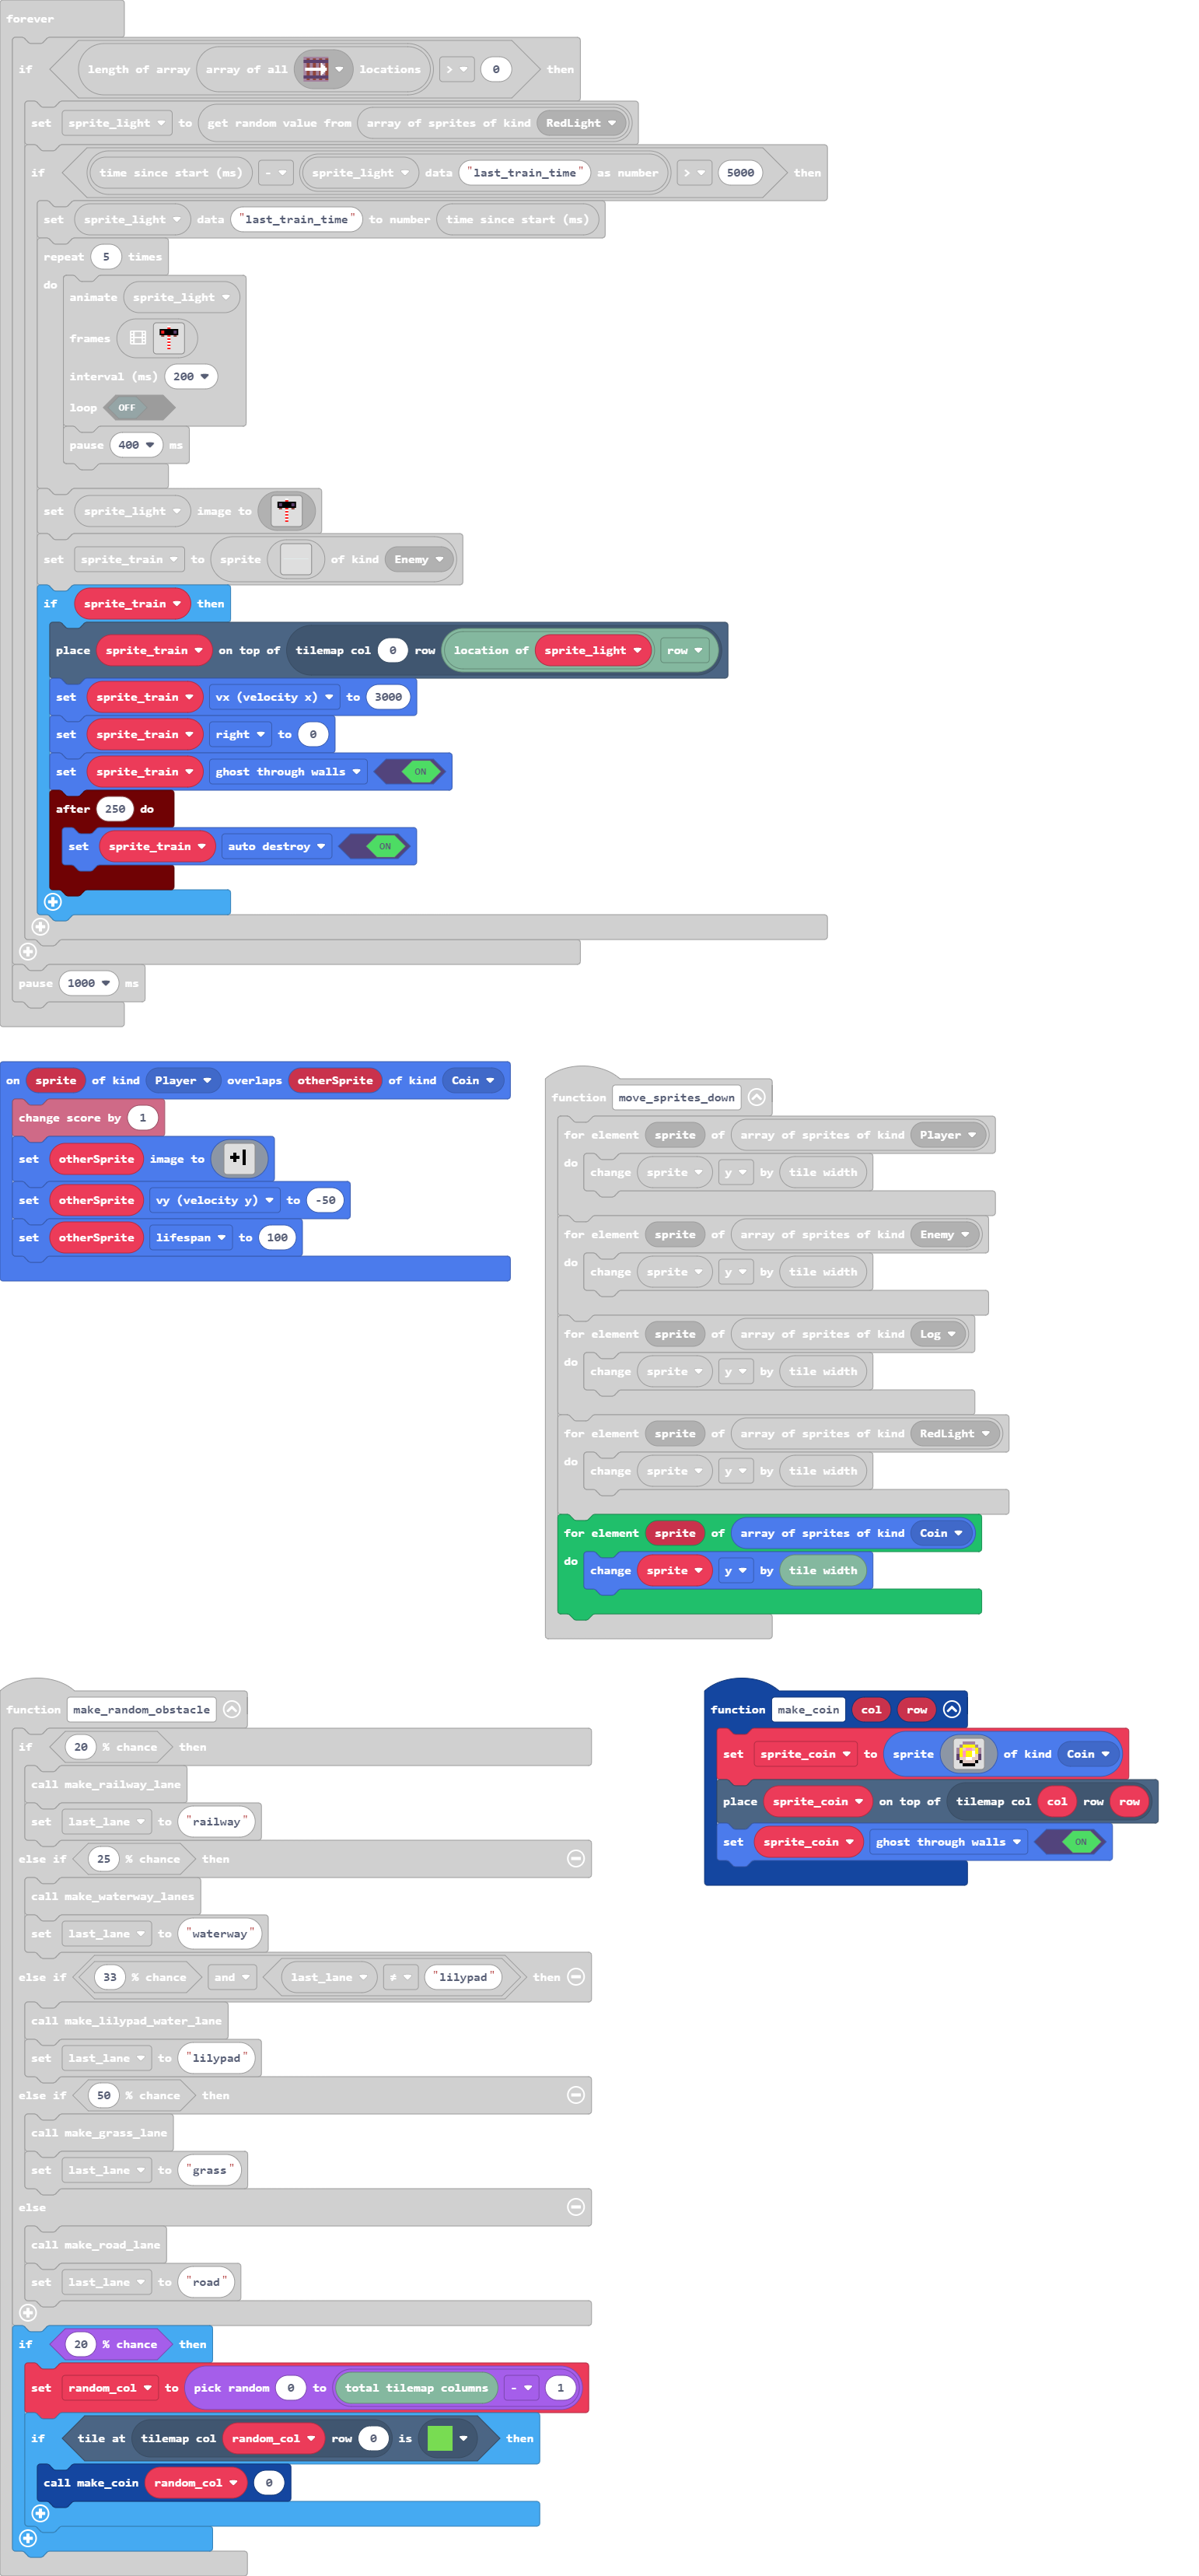 forever
if length of array array of all locations > 0 then
set sprite_light to get random value from array of sprites of kind RedLight
if time since start (ms) - sprite_light data "last_train_time" as number > 5000 then
set sprite_light data "last_train_time" to number time since start (ms)
repeat 5 times
do
animate sprite_light
frames
interval (ms) 200
loop OFF
pause 400 ms
set sprite_light image to
set sprite_train to sprite of kind Enemy
if sprite_train then
place sprite_train on top of tilemap col 0 row location of sprite_light row
set sprite_train vx (velocity x) to 3000
set sprite_train right to 0
set sprite_train ghost through walls ON
after 250 do
set sprite_train auto destroy ON
pause 1000 ms
on sprite of kind Player overlaps otherSprite of kind Coin
change score by 1
set otherSprite image to +1
set otherSprite vy (velocity y) to -50
set otherSprite lifespan to 100
function move_sprites_down
for element sprite of array of sprites of kind Player
do
change sprite y by tile width
for element sprite of array of sprites of kind Enemy
do
change sprite y by tile width
for element sprite of array of sprites of kind Log
do
change sprite y by tile width
for element sprite of array of sprites of kind RedLight
do
change sprite y by tile width
for element sprite of array of sprites of kind Coin
do
change sprite y by tile width
function make_random_obstacle
if 20 % chance then
call make_railway_lane
set last_lane to "railway"
else if 25 % chance then
call make_waterway_lanes
set last_lane to "waterway"
else if 33 % chance and last_lane ≠ "lilypad" then
call make_lilypad_water_lane
set last_lane to "lilypad"
else if 50 % chance then
call make_grass_lane
set last_lane to "grass"
else
call make_road_lane
set last_lane to "road"
if 20 % chance then
set random_col to pick random 0 to total tilemap columns - 1
if tile at tilemap col random_col row 0 is then
call make_coin random_col 0
function make_coin col row
set sprite_coin to sprite of kind Coin
place sprite_coin on top of tilemap col col row row
set sprite_coin ghost through walls ON